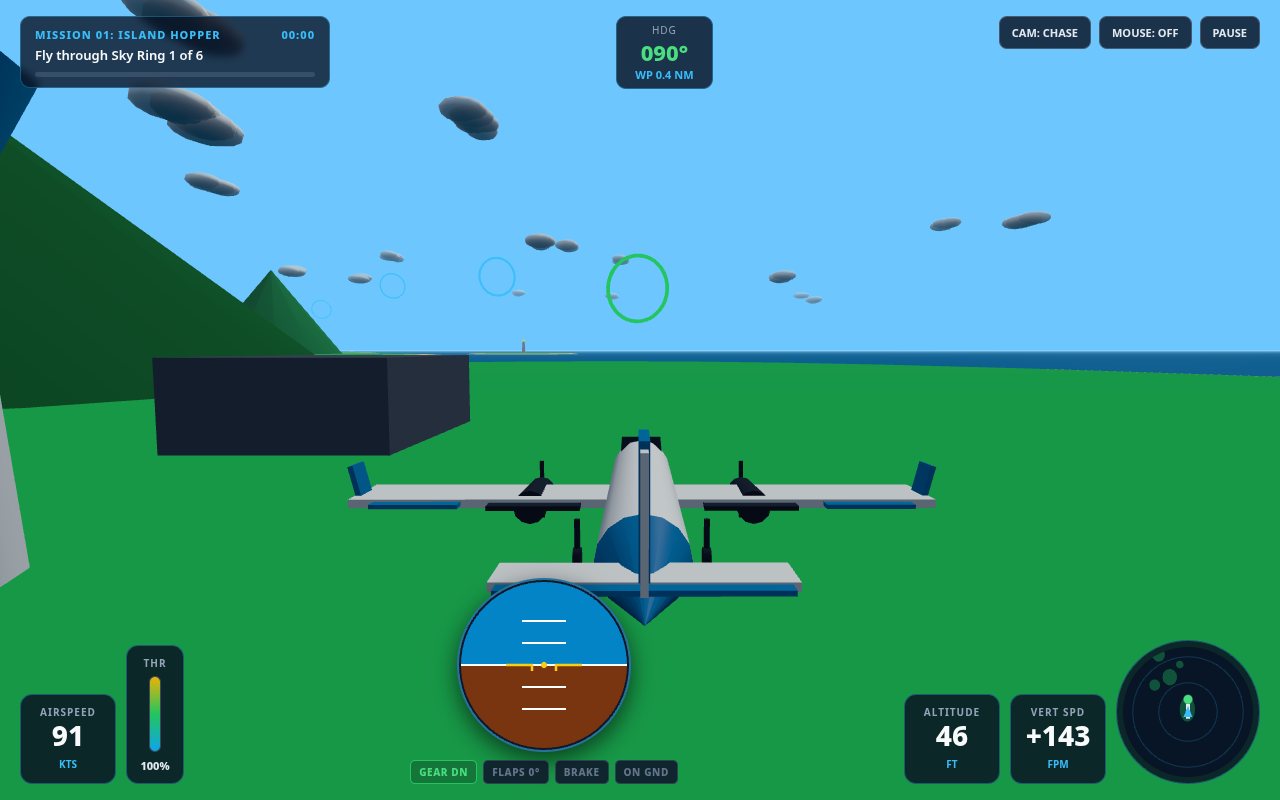 MISSION 01: ISLAND HOPPER 00:00
Fly through Sky Ring 1 of 6
HDG
090°
WP 0.4 NM
CAM: CHASE
MOUSE: OFF
PAUSE
THR
100%
AIRSPEED
91
KTS
GEAR DN
FLAPS 0°
BRAKE
ON GND
ALTITUDE
46
FT
VERT SPD
+143
FPM